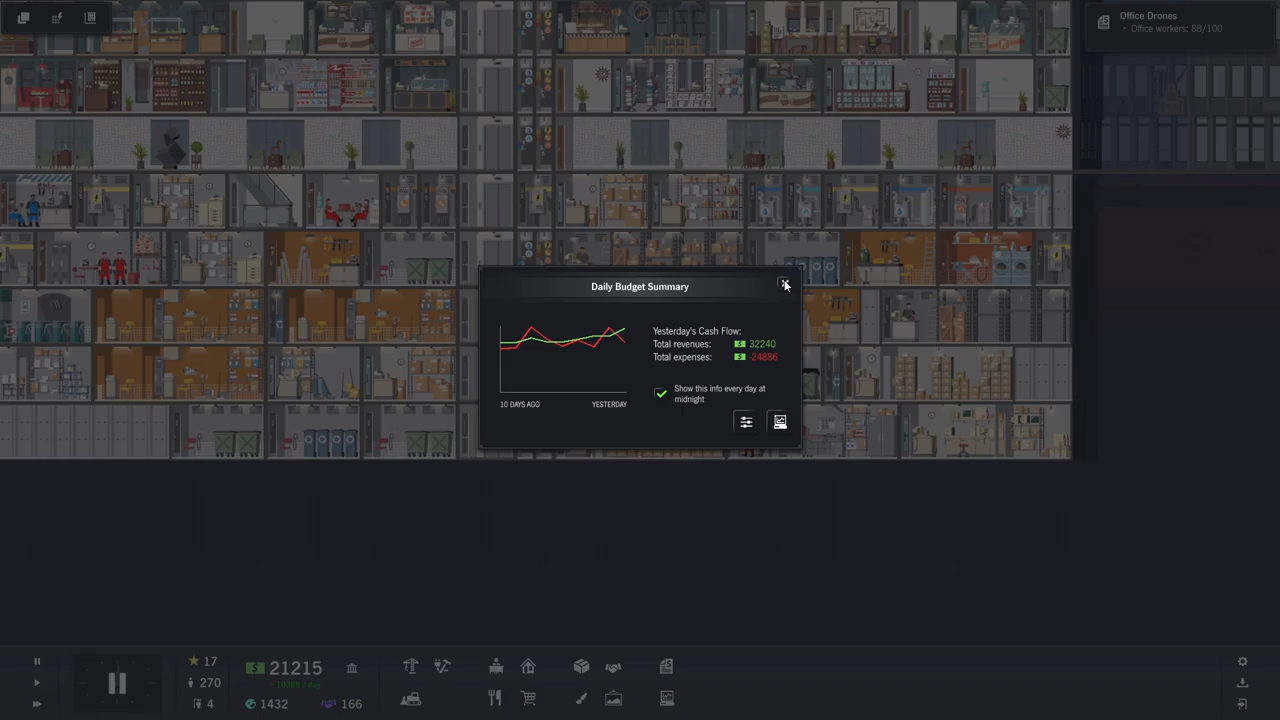 Office Drones
- Office workers: 88/100
Daily Budget Summary
Yesterday's Cash Flow:
Total revenues: 32240
Total expenses: -24886
Show this info every day at
midnight
10 DAYS AGO YESTERDAY
17
21215
270
4
1432 166